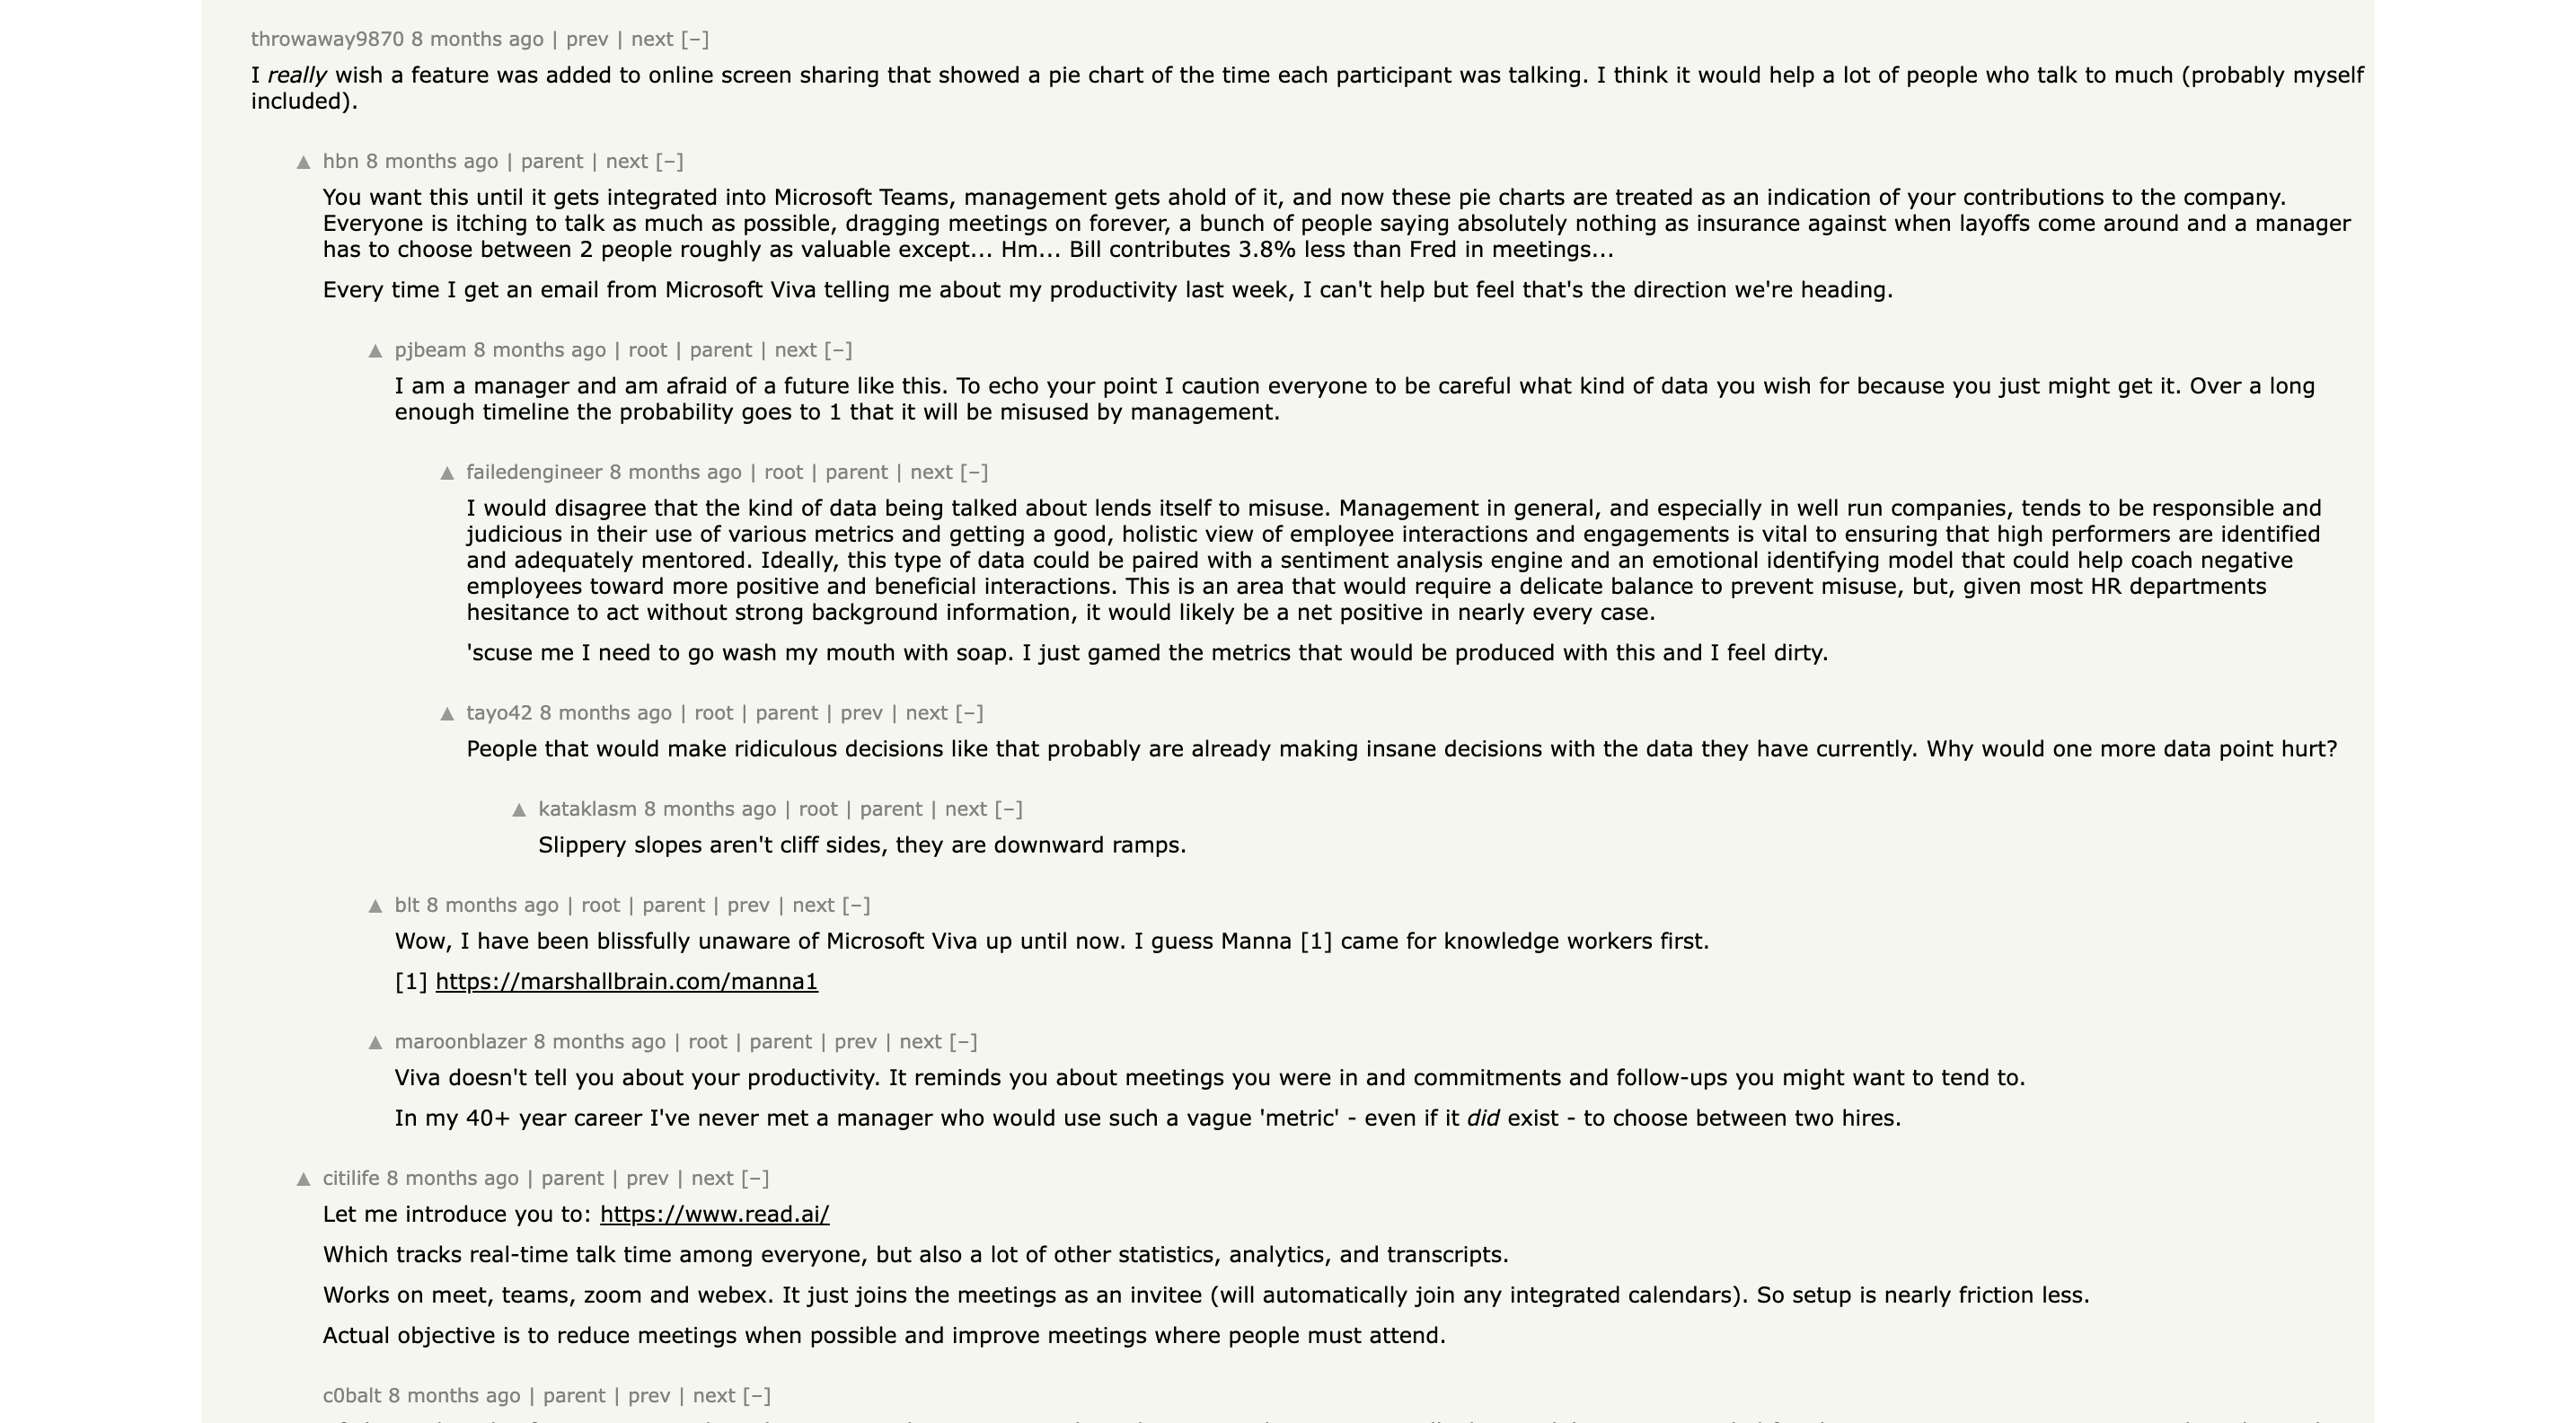 throwaway9870 8 months ago | prev | next [–]
I really wish a feature was added to online screen sharing that showed a pie chart of the time each participant was talking. I think it would help a lot of people who talk to much (probably myself
included).
▲ hbn 8 months ago | parent | next [–]
You want this until it gets integrated into Microsoft Teams, management gets ahold of it, and now these pie charts are treated as an indication of your contributions to the company.
Everyone is itching to talk as much as possible, dragging meetings on forever, a bunch of people saying absolutely nothing as insurance against when layoffs come around and a manager
has to choose between 2 people roughly as valuable except... Hm... Bill contributes 3.8% less than Fred in meetings...
Every time I get an email from Microsoft Viva telling me about my productivity last week, I can't help but feel that's the direction we're heading.
▲ pjbeam 8 months ago | root | parent | next [–]
I am a manager and am afraid of a future like this. To echo your point I caution everyone to be careful what kind of data you wish for because you just might get it. Over a long
enough timeline the probability goes to 1 that it will be misused by management.
▲ failedengineer 8 months ago | root | parent | next [–]
I would disagree that the kind of data being talked about lends itself to misuse. Management in general, and especially in well run companies, tends to be responsible and
judicious in their use of various metrics and getting a good, holistic view of employee interactions and engagements is vital to ensuring that high performers are identified
and adequately mentored. Ideally, this type of data could be paired with a sentiment analysis engine and an emotional identifying model that could help coach negative
employees toward more positive and beneficial interactions. This is an area that would require a delicate balance to prevent misuse, but, given most HR departments
hesitance to act without strong background information, it would likely be a net positive in nearly every case.
'scuse me I need to go wash my mouth with soap. I just gamed the metrics that would be produced with this and I feel dirty.
▲ tayo42 8 months ago | root | parent | prev | next [–]
People that would make ridiculous decisions like that probably are already making insane decisions with the data they have currently. Why would one more data point hurt?
▲ kataklasm 8 months ago | root | parent | next [–]
Slippery slopes aren't cliff sides, they are downward ramps.
▲ blt 8 months ago | root | parent | prev | next [–]
Wow, I have been blissfully unaware of Microsoft Viva up until now. I guess Manna [1] came for knowledge workers first.
[1] https://marshallbrain.com/manna1
▲ maroonblazer 8 months ago | root | parent | prev | next [–]
Viva doesn't tell you about your productivity. It reminds you about meetings you were in and commitments and follow-ups you might want to tend to.
In my 40+ year career I've never met a manager who would use such a vague 'metric' - even if it did exist - to choose between two hires.
▲ citilife 8 months ago | parent | prev | next [–]
Let me introduce you to: https://www.read.ai/
Which tracks real-time talk time among everyone, but also a lot of other statistics, analytics, and transcripts.
Works on meet, teams, zoom and webex. It just joins the meetings as an invitee (will automatically join any integrated calendars). So setup is nearly friction less.
Actual objective is to reduce meetings when possible and improve meetings where people must attend.
c0balt 8 months ago | parent | prev | next [–]